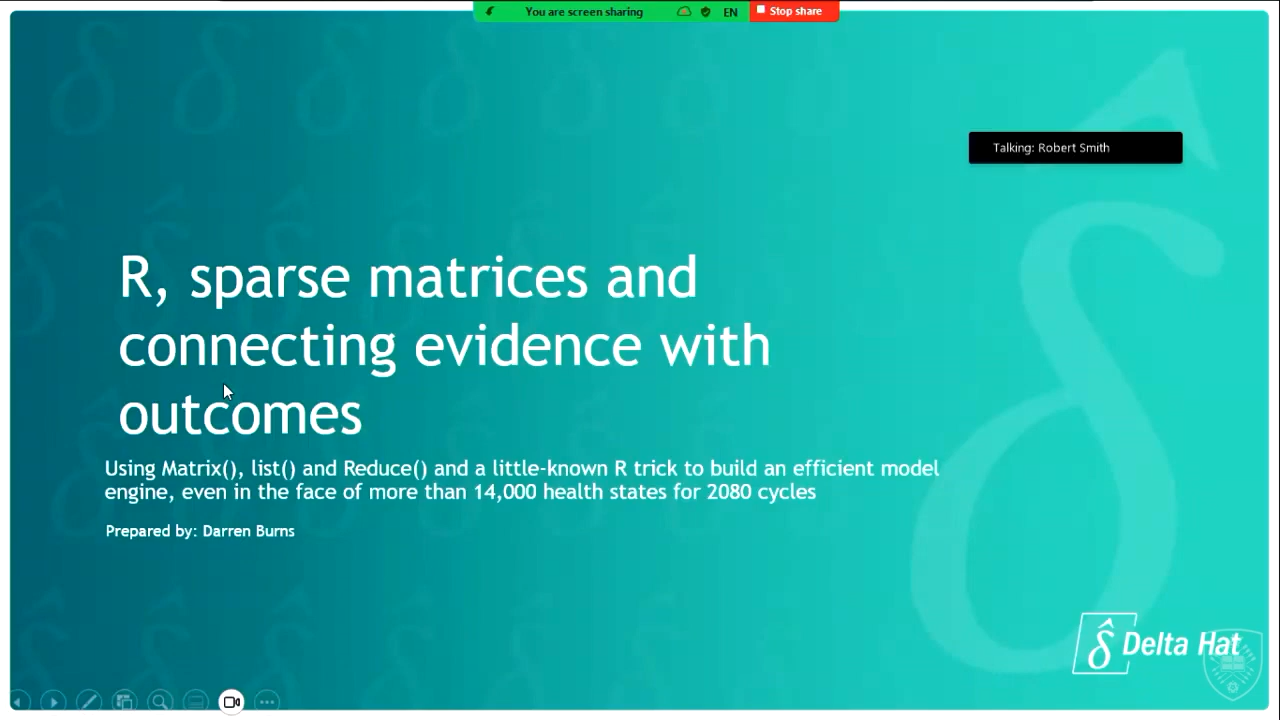 You are screen sharing
EN
Stop share
Talking: Robert Smith
R, sparse matrices and
connecting evidence with
outcomes
Using Matrix(), list() and Reduce() and a little-known R trick to build an efficient model
engine, even in the face of more than 14,000 health states for 2080 cycles
Prepared by: Darren Burns
δ̂ Delta Hat